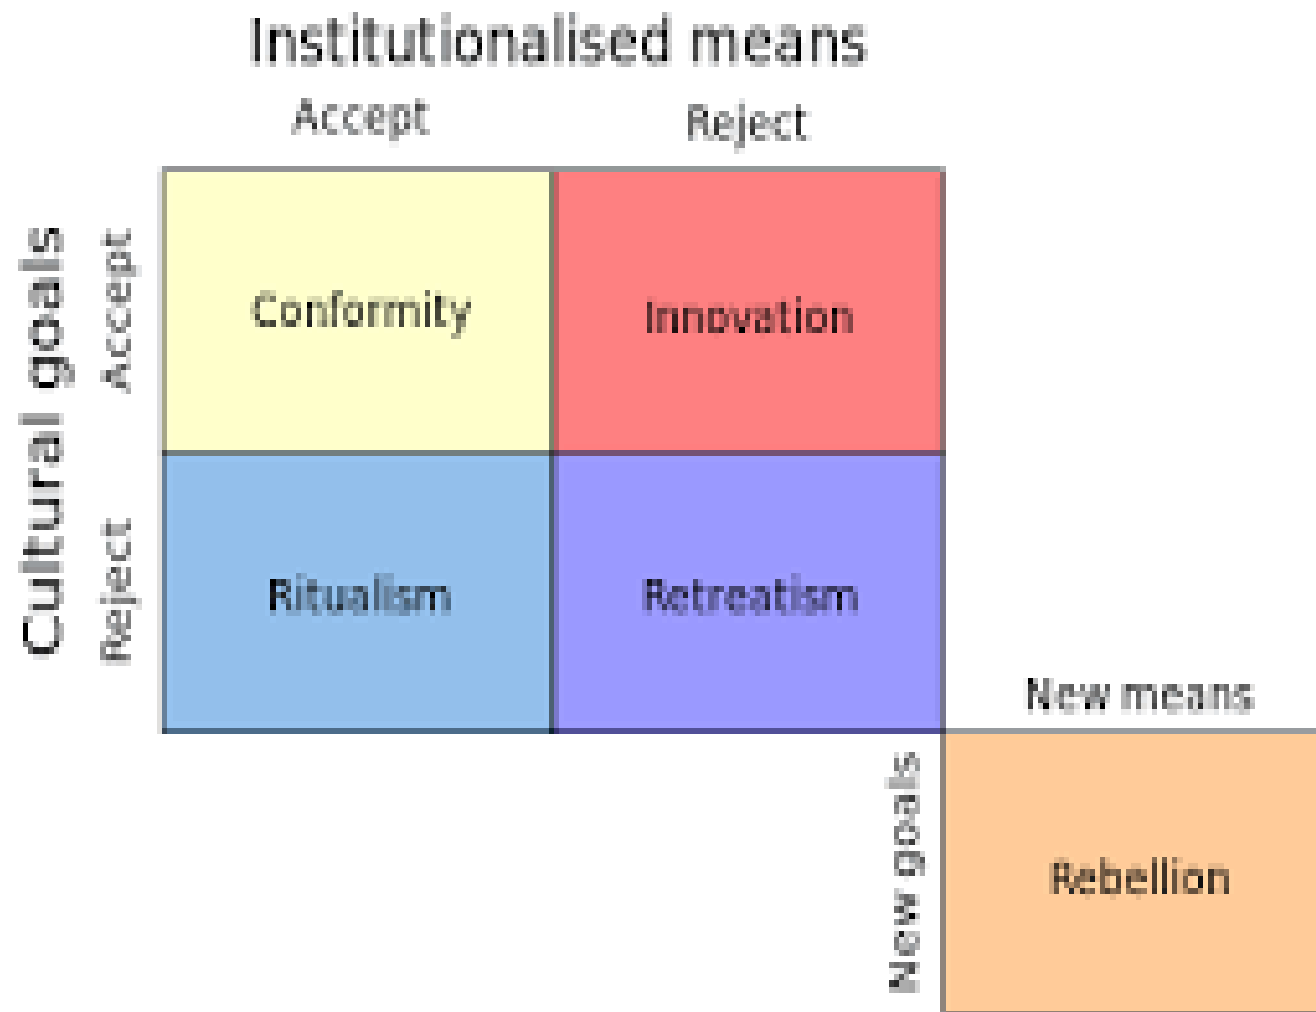 Institutionalised means
Accept
Reject
Cultural goals
Accept
Conformity
Innovation
Reject
Ritualism
Retreatism
New means
New goals
Rebellion